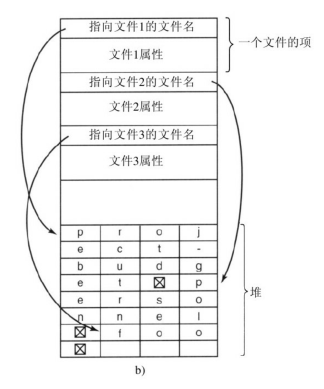 指向文件1的文件名
文件1属性
一个文件的项
指向文件2的文件名
文件2属性
指向文件3的文件名
文件3属性
p r o j
e c t -
b u d g
e t ☒ p
e r s o
n n e l
☒ f o o
☒
堆
b)